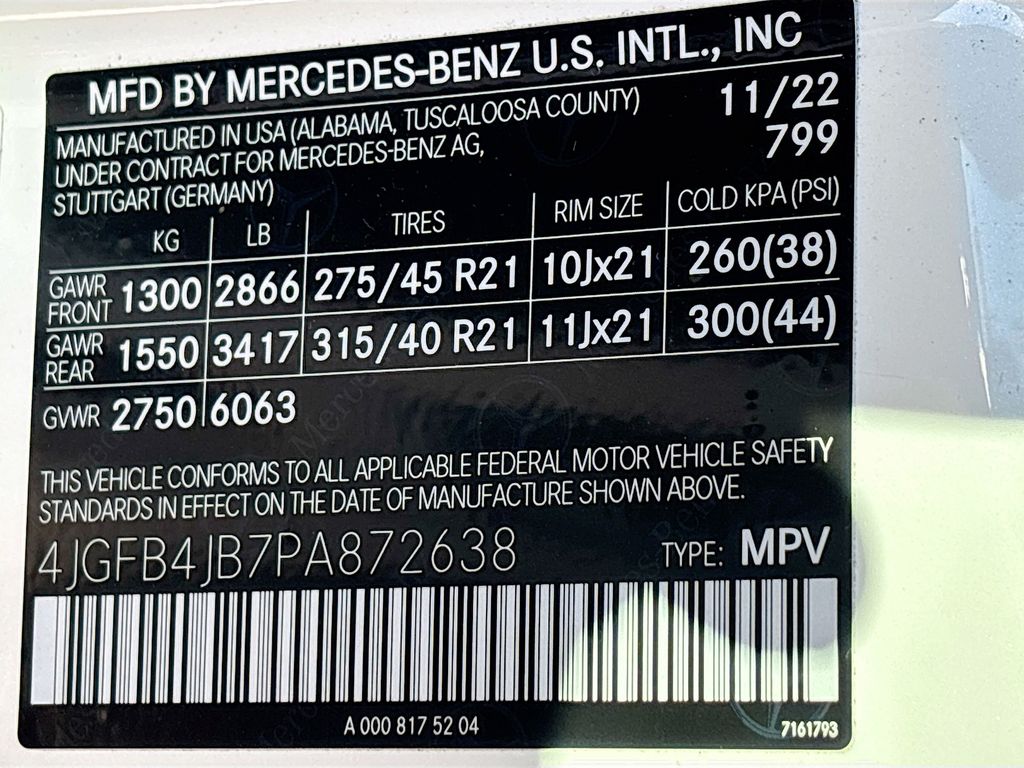 MFD BY MERCEDES-BENZ U.S. INTL., INC
MANUFACTURED IN USA (ALABAMA, TUSCALOOSA COUNTY) 11/22
UNDER CONTRACT FOR MERCEDES-BENZ AG, 799
STUTTGART (GERMANY)
KG LB TIRES RIM SIZE COLD KPA (PSI)
GAWR FRONT 1300 2866 275/45 R21 10Jx21 260(38)
GAWR REAR 1550 3417 315/40 R21 11Jx21 300(44)
GVWR 2750 6063
THIS VEHICLE CONFORMS TO ALL APPLICABLE FEDERAL MOTOR VEHICLE SAFETY
STANDARDS IN EFFECT ON THE DATE OF MANUFACTURE SHOWN ABOVE.
4JGFB4JB7PA872638 TYPE: MPV
A 000 817 52 04 7161793